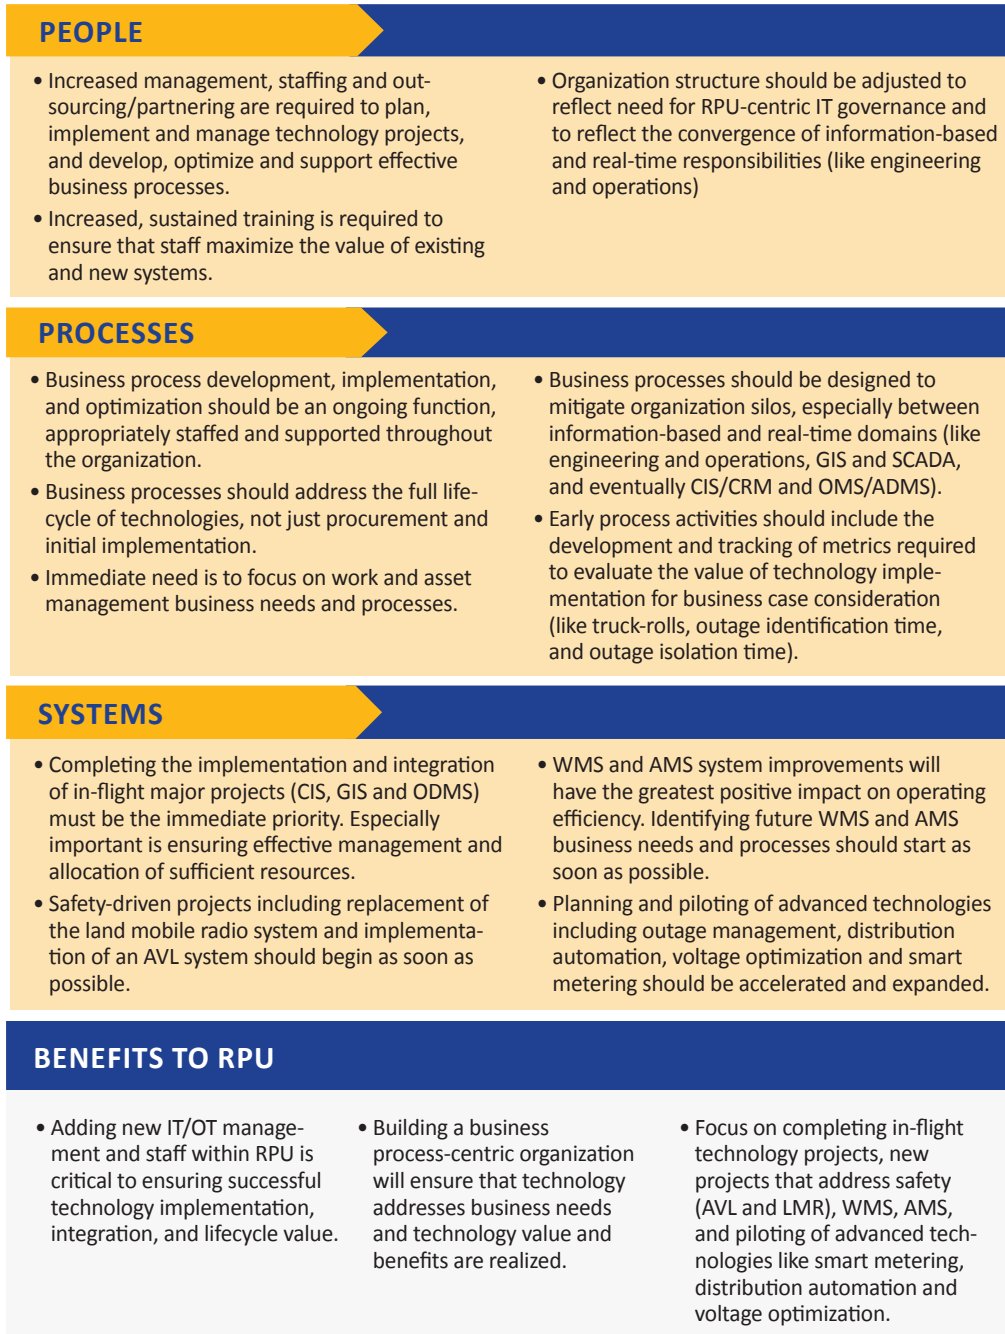 PEOPLE
• Increased management, staffing and out-
sourcing/partnering are required to plan,
implement and manage technology projects,
and develop, optimize and support effective
business processes.
• Increased, sustained training is required to
ensure that staff maximize the value of existing
and new systems.
• Organization structure should be adjusted to
reflect need for RPU-centric IT governance and
to reflect the convergence of information-based
and real-time responsibilities (like engineering
and operations)
PROCESSES
• Business process development, implementation,
and optimization should be an ongoing function,
appropriately staffed and supported throughout
the organization.
• Business processes should address the full life-
cycle of technologies, not just procurement and
initial implementation.
• Immediate need is to focus on work and asset
management business needs and processes.
• Business processes should be designed to
mitigate organization silos, especially between
information-based and real-time domains (like
engineering and operations, GIS and SCADA,
and eventually CIS/CRM and OMS/ADMS).
• Early process activities should include the
development and tracking of metrics required
to evaluate the value of technology imple-
mentation for business case consideration
(like truck-rolls, outage identification time,
and outage isolation time).
SYSTEMS
• Completing the implementation and integration
of in-flight major projects (CIS, GIS and ODMS)
must be the immediate priority. Especially
important is ensuring effective management and
allocation of sufficient resources.
• Safety-driven projects including replacement of
the land mobile radio system and implementa-
tion of an AVL system should begin as soon as
possible.
• WMS and AMS system improvements will
have the greatest positive impact on operating
efficiency. Identifying future WMS and AMS
business needs and processes should start as
soon as possible.
• Planning and piloting of advanced technologies
including outage management, distribution
automation, voltage optimization and smart
metering should be accelerated and expanded.
BENEFITS TO RPU
• Adding new IT/OT manage-
ment and staff within RPU is
critical to ensuring successful
technology implementation,
integration, and lifecycle value.
• Building a business
process-centric organization
will ensure that technology
addresses business needs
and technology value and
benefits are realized.
• Focus on completing in-flight
technology projects, new
projects that address safety
(AVL and LMR), WMS, AMS,
and piloting of advanced tech-
nologies like smart metering,
distribution automation and
voltage optimization.